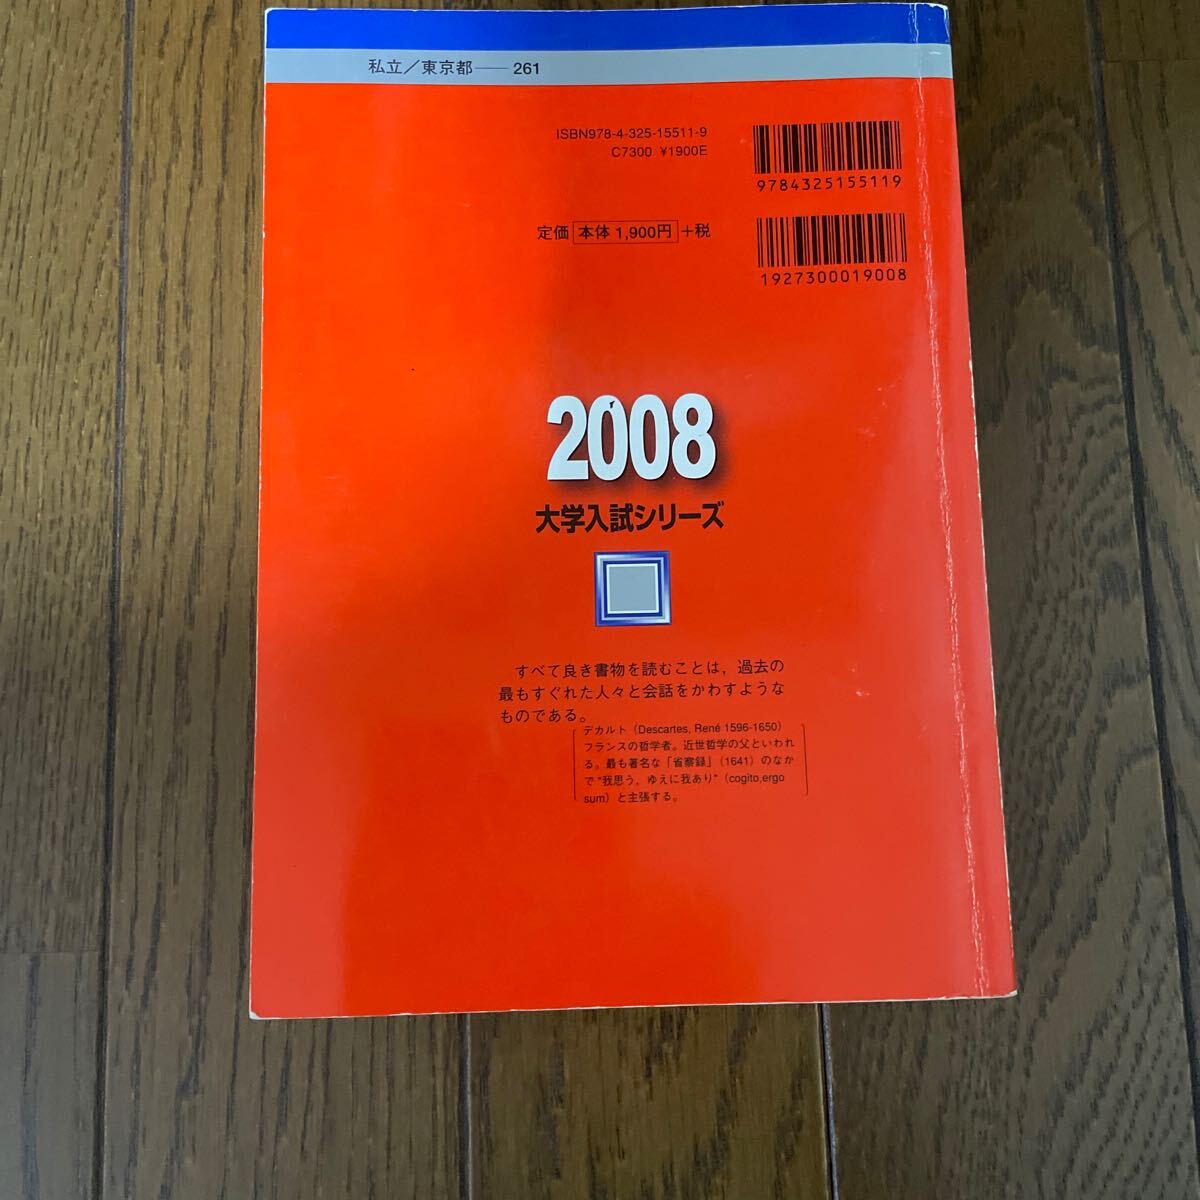 私立／東京都——261
ISBN978-4-325-15511-9
C7300 ¥1900E
9784325155119
定価 本体 1,900円 +税
1927300019008
2008
大学入試シリーズ
すべて良き書物を読むことは，過去の
最もすぐれた人々と会話をかわすような
ものである。
デカルト（Descartes, René 1596-1650）
フランスの哲学者。近世哲学の父といわれ
る。最も著名な「省察録」（1641）のなか
で "我思う，ゆえに我あり"（cogito,ergo
sum）と主張する。